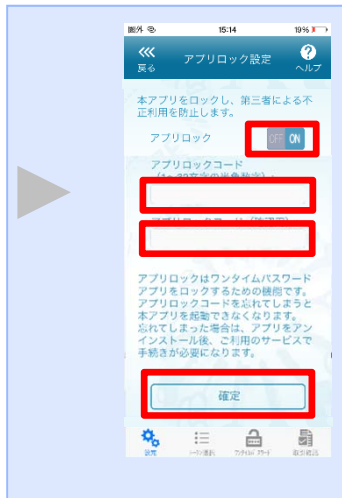 圏外
15:14
19%
戻る
アプリロック設定
?
ヘルプ
本アプリをロックし、第三者による不
正利用を防止します。
アプリロック
OFF ON
アプリロックコード
アプリロックはワンタイムパスワード
アプリをロックするための機能です。
アプリロックコードを忘れてしまうと
本アプリを起動できなくなります。
忘れてしまった場合は、アプリをアン
インストール後、ご利用のサービスで
手続きが必要になります。
確定
設定